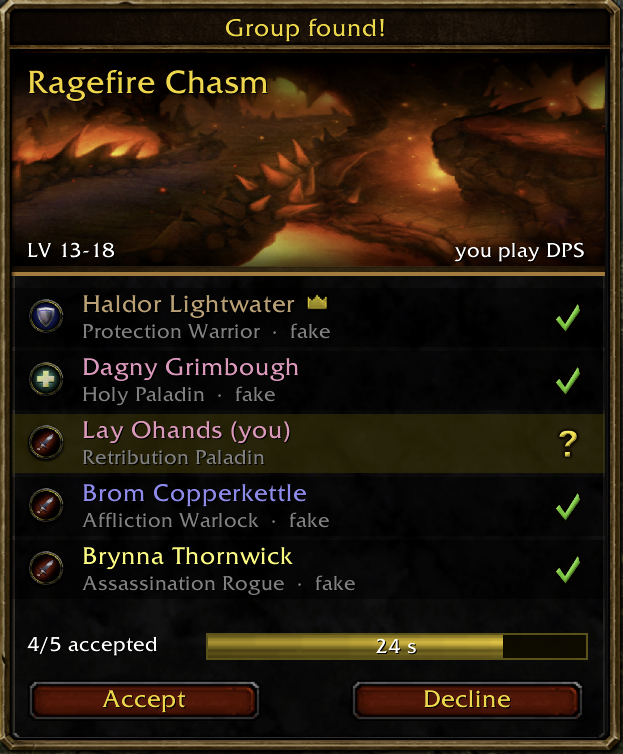 Group found!
Ragefire Chasm
LV 13-18
you play DPS
Haldor Lightwater
Protection Warrior · fake
Dagny Grimbough
Holy Paladin · fake
Lay Ohands (you)
?
Retribution Paladin
Brom Copperkettle
Affliction Warlock · fake
Brynna Thornwick
Assassination Rogue · fake
4/5 accepted
24 s
Accept
Decline